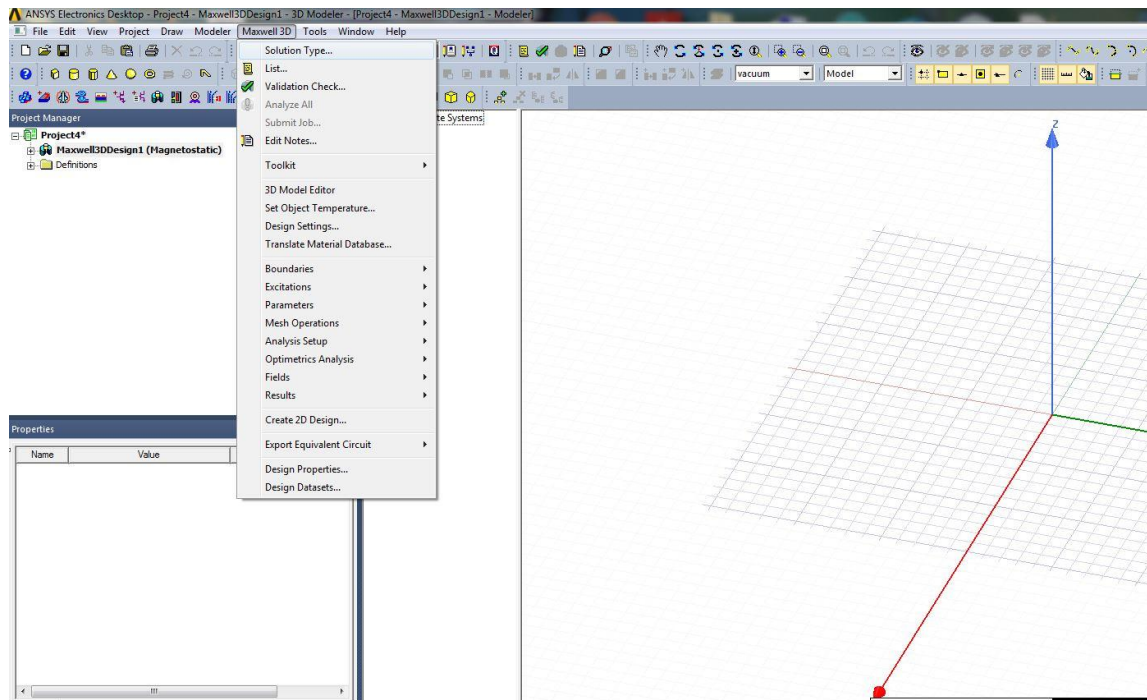 ANSYS Electronics Desktop - Project4 - Maxwell3DDesign1 - 3D Modeler - [Project4 - Maxwell3DDesign1 - Modeler]
File Edit View Project Draw Modeler Maxwell 3D Tools Window Help
vacuum Model
Project Manager
Project4*
Maxwell3DDesign1 (Magnetostatic)
Definitions
Solution Type...
List...
Validation Check...
Analyze All
Submit Job...
Edit Notes...
Toolkit
3D Model Editor
Set Object Temperature...
Design Settings...
Translate Material Database...
Boundaries
Excitations
Parameters
Mesh Operations
Analysis Setup
Optimetrics Analysis
Fields
Results
Create 2D Design...
Export Equivalent Circuit
Design Properties...
Design Datasets...
te Systems
Properties
Name Value
Z